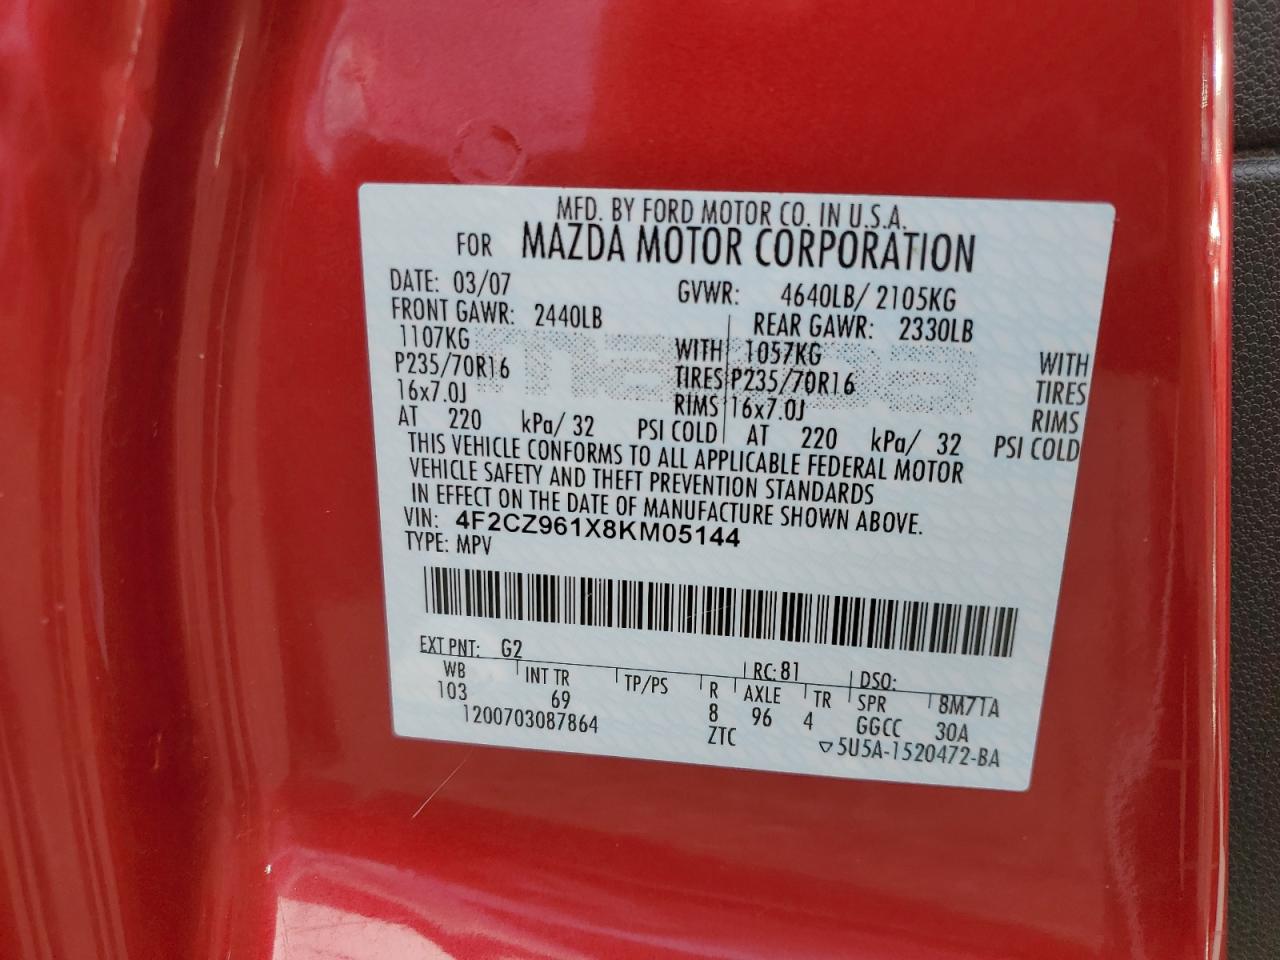 MFD. BY FORD MOTOR CO. IN U.S.A.
FOR MAZDA MOTOR CORPORATION
DATE: 03/07 GVWR: 4640LB/ 2105KG
FRONT GAWR: 2440LB REAR GAWR: 2330LB
1107KG WITH 1057KG WITH
P235/70R16 TIRES P235/70R16 TIRES
16x7.0J RIMS 16x7.0J RIMS
AT 220 kPa/ 32 PSI COLD AT 220 kPa/ 32 PSI COLD
THIS VEHICLE CONFORMS TO ALL APPLICABLE FEDERAL MOTOR
VEHICLE SAFETY AND THEFT PREVENTION STANDARDS
IN EFFECT ON THE DATE OF MANUFACTURE SHOWN ABOVE.
VIN: 4F2CZ961X8KM05144
TYPE: MPV
EXT PNT: G2 RC: 81 DSO:
WB INT TR TP/PS R AXLE TR SPR 8M71A
103 69 8 96 4 GGCC 30A
1200703087864 ZTC ▽5U5A-1520472-BA